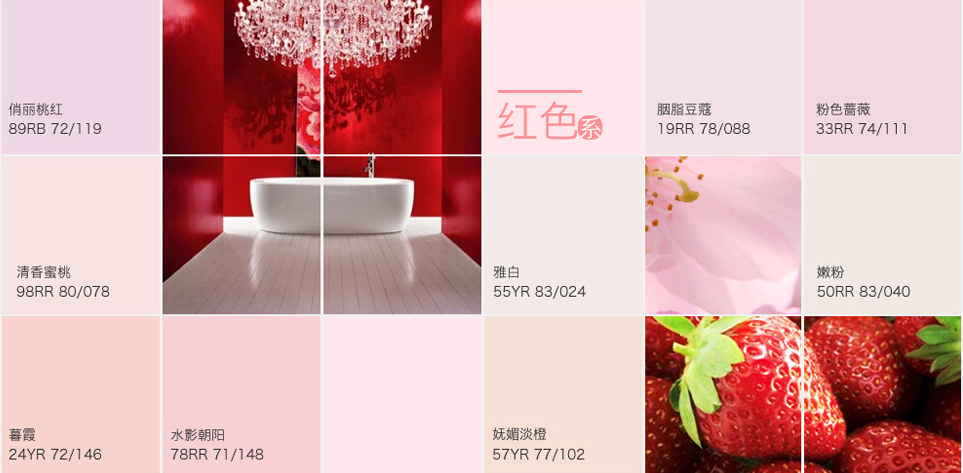 俏丽桃红
89RB 72/119
红色系
胭脂豆蔻
19RR 78/088
粉色蔷薇
33RR 74/111
清香蜜桃
98RR 80/078
雅白
55YR 83/024
嫩粉
50RR 83/040
暮霞
24YR 72/146
水影朝阳
78RR 71/148
妩媚淡橙
57YR 77/102